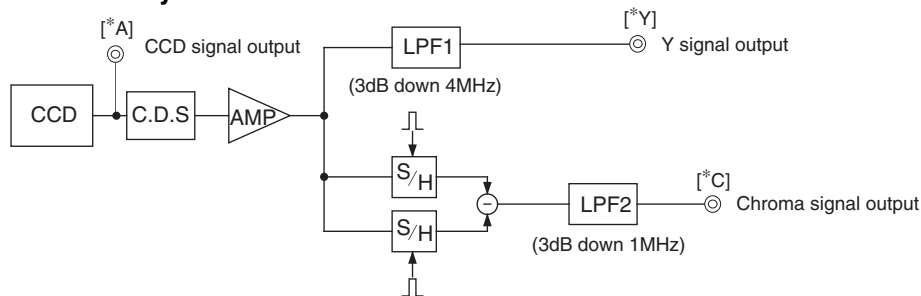 [*A]
CCD signal output
[*Y]
LPF1
Y signal output
(3dB down 4MHz)
CCD
C.D.S
AMP
S/H
[*C]
−
LPF2
Chroma signal output
S/H
(3dB down 1MHz)